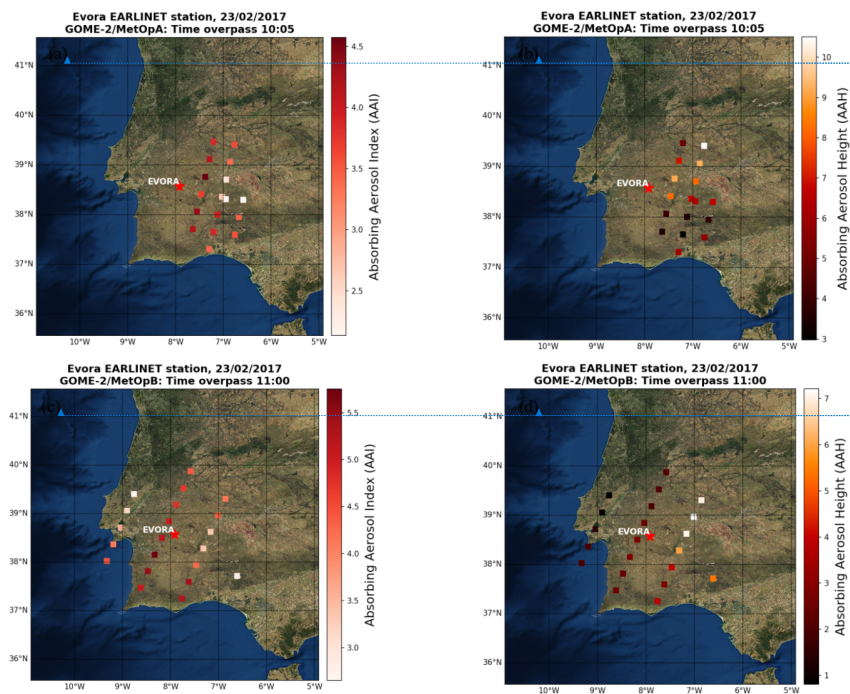 Evora EARLINET station, 23/02/2017
GOME-2/MetOpA: Time overpass 10:05
(a)
41°N
40°N
39°N
38°N
37°N
36°N
10°W
9°W
8°W
7°W
6°W
5°W
EVORA
4.5
4.0
3.5
3.0
2.5
Absorbing Aerosol Index (AAI)
Evora EARLINET station, 23/02/2017
GOME-2/MetOpA: Time overpass 10:05
(b)
41°N
40°N
39°N
38°N
37°N
36°N
10°W
9°W
8°W
7°W
6°W
5°W
EVORA
10
9
8
7
6
5
4
3
Absorbing Aerosol Height (AAH)
Evora EARLINET station, 23/02/2017
GOME-2/MetOpB: Time overpass 11:00
(c)
41°N
40°N
39°N
38°N
37°N
36°N
10°W
9°W
8°W
7°W
6°W
5°W
EVORA
5.5
5.0
4.5
4.0
3.5
3.0
Absorbing Aerosol Index (AAI)
Evora EARLINET station, 23/02/2017
GOME-2/MetOpB: Time overpass 11:00
(d)
41°N
40°N
39°N
38°N
37°N
36°N
10°W
9°W
8°W
7°W
6°W
5°W
EVORA
7
6
5
4
3
2
1
Absorbing Aerosol Height (AAH)